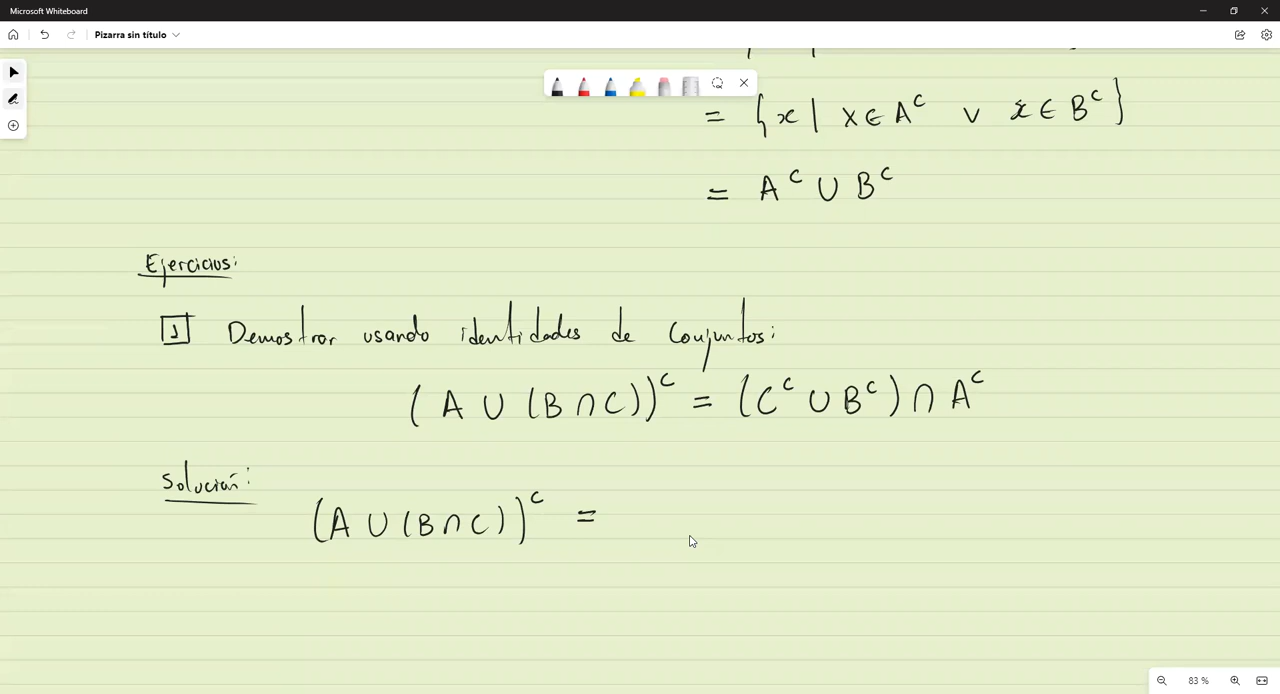 Microsoft Whiteboard
Pizarra sin título
= {x| x∈A^c ∨ x∈B^c}
= A^c ∪ B^c
Ejercicios:
1 Demostrar usando identidades de Conjuntos:
(A ∪ (B ∩ C))^c = (C^c ∪ B^c) ∩ A^c
Solución:
(A ∪ (B ∩ C))^c =
83 %